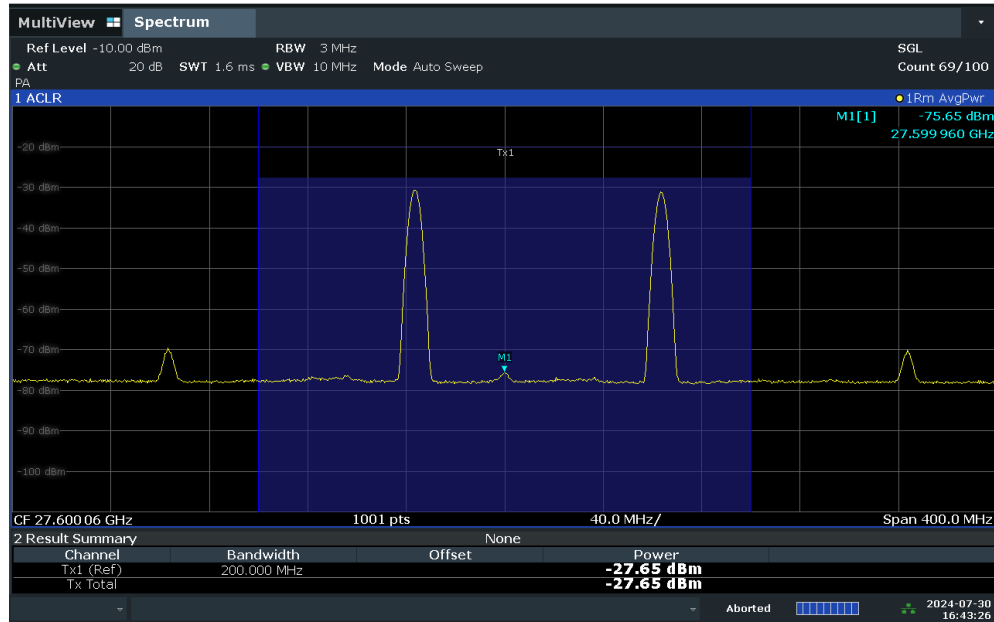 MultiView Spectrum
Ref Level -10.00 dBm RBW 3 MHz SGL
Att 20 dB SWT 1.6 ms VBW 10 MHz Mode Auto Sweep Count 69/100
PA
1 ACLR 1Rm AvgPwr
M1[1] -75.65 dBm
27.599 960 GHz
-20 dBm
Tx1
-30 dBm
-40 dBm
-50 dBm
-60 dBm
-70 dBm
M1
-80 dBm
-90 dBm
-100 dBm
CF 27.600 06 GHz 1001 pts 40.0 MHz/ Span 400.0 MHz
2 Result Summary None
Channel Bandwidth Offset Power
Tx1 (Ref) 200.000 MHz -27.65 dBm
Tx Total -27.65 dBm
Aborted 2024-07-30
16:43:26